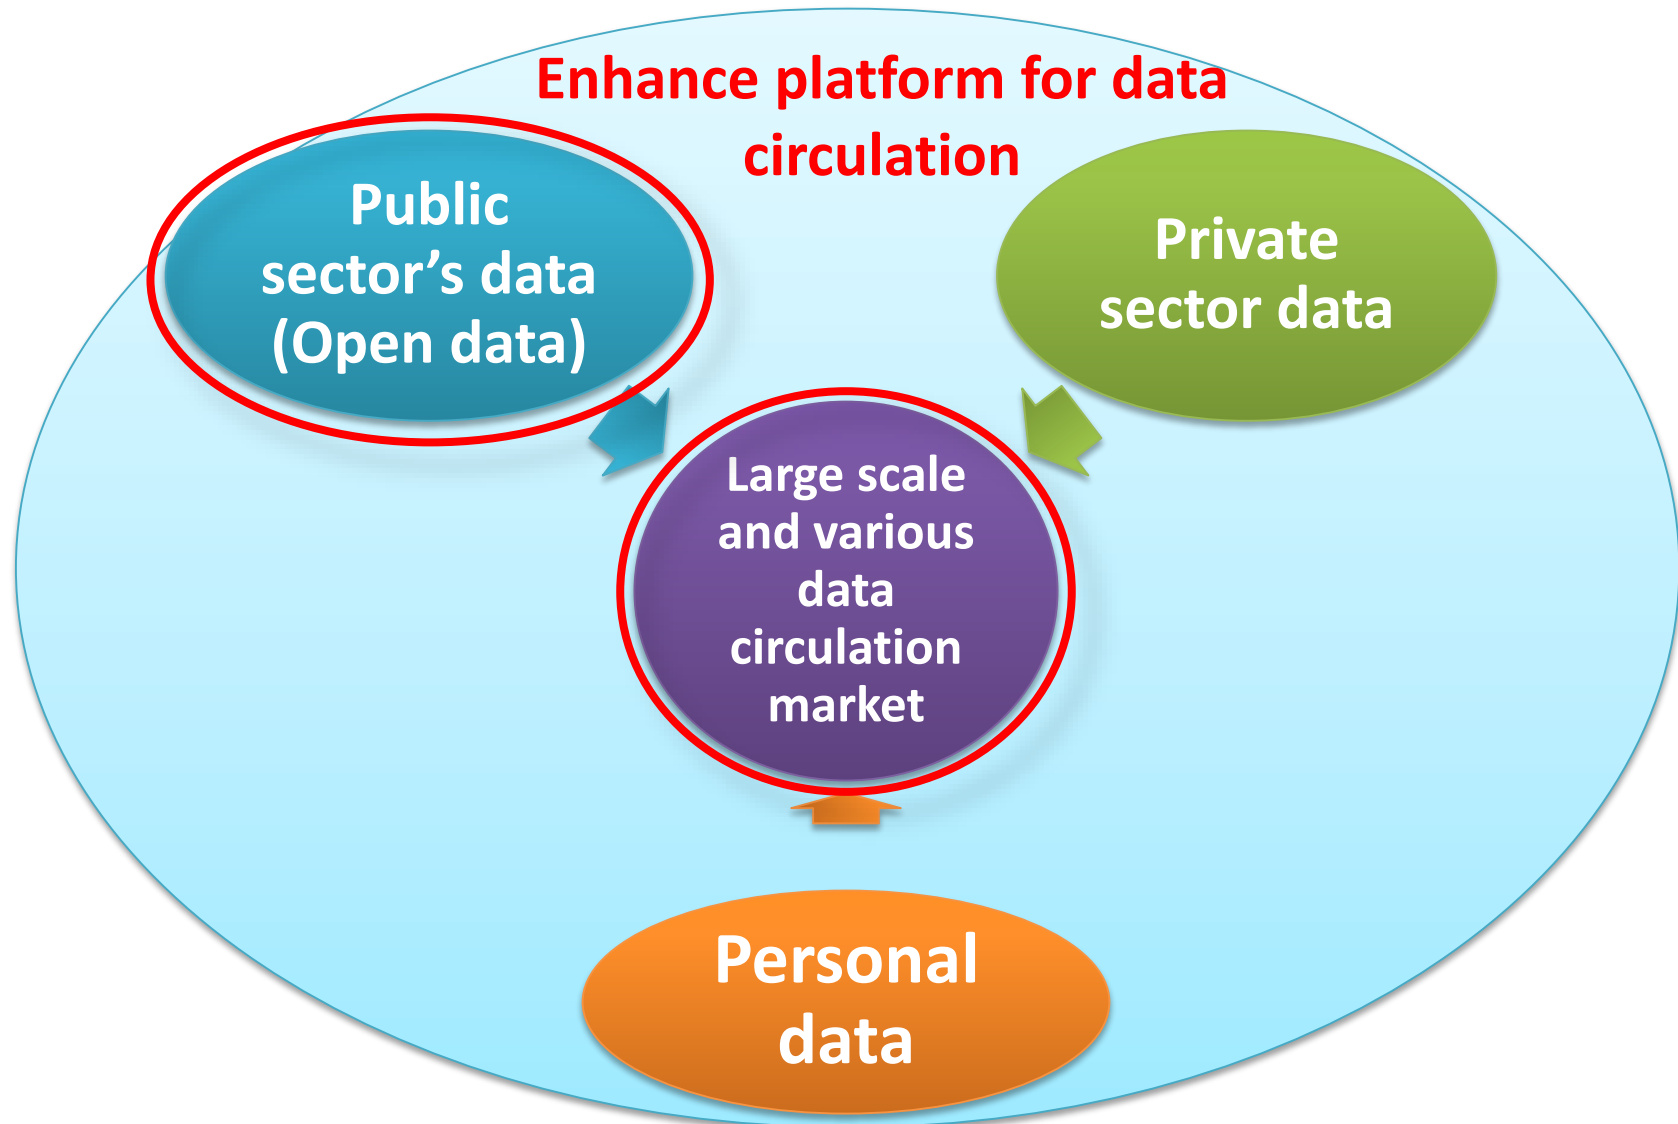 Enhance platform for data
circulation
Public
sector’s data
(Open data)
Private
sector data
Large scale
and various
data
circulation
market
Personal
data